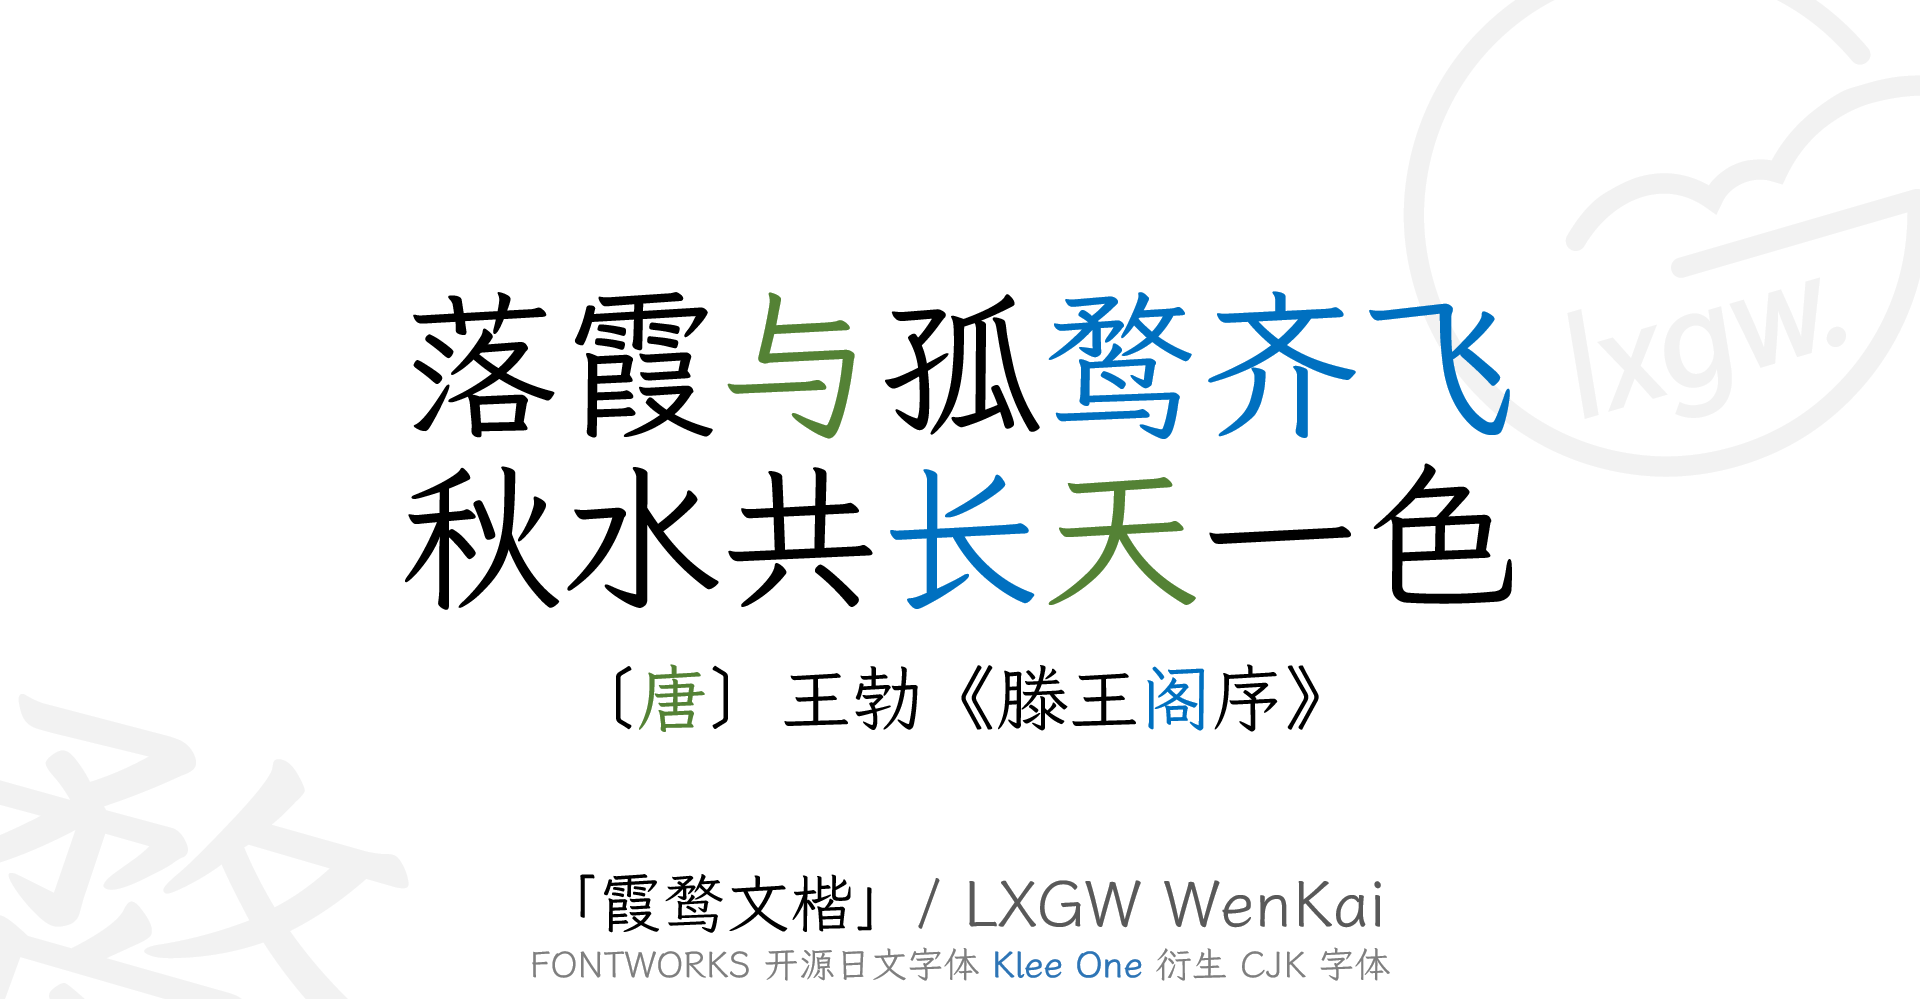 lxgw.
落霞与孤鹜齐飞
秋水共长天一色
〔唐〕王勃《滕王阁序》
「霞鹜文楷」 / LXGW WenKai
FONTWORKS 开源日文字体 Klee One 衍生 CJK 字体
鹜